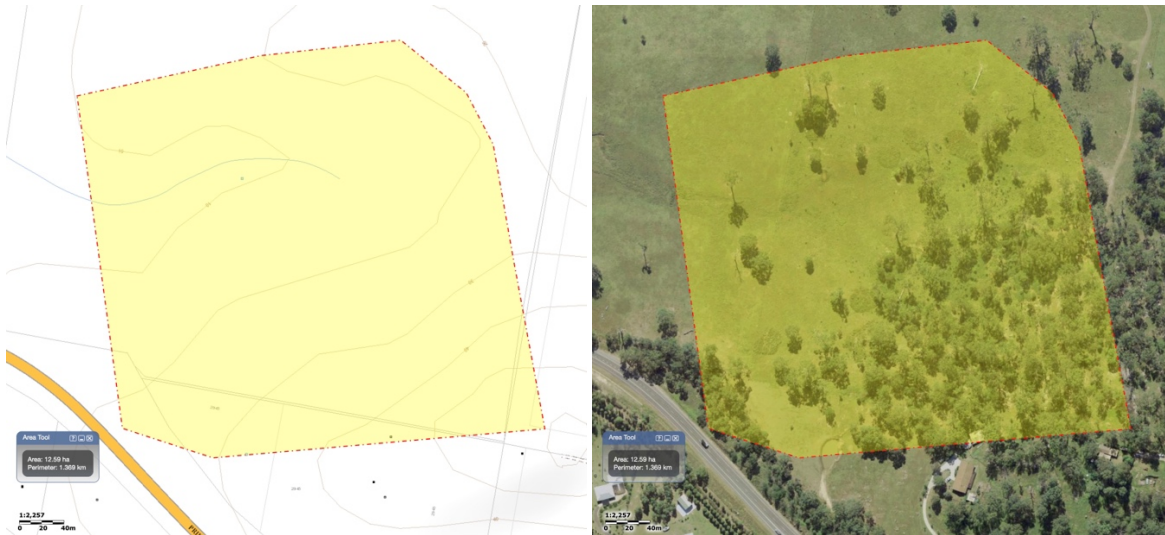 Area Tool
Area: 12.59 ha
Perimeter: 1.369 km
1:2,257
0 20 40m
PRI
Area Tool
Area: 12.59 ha
Perimeter: 1.369 km
1:2,257
0 20 40m